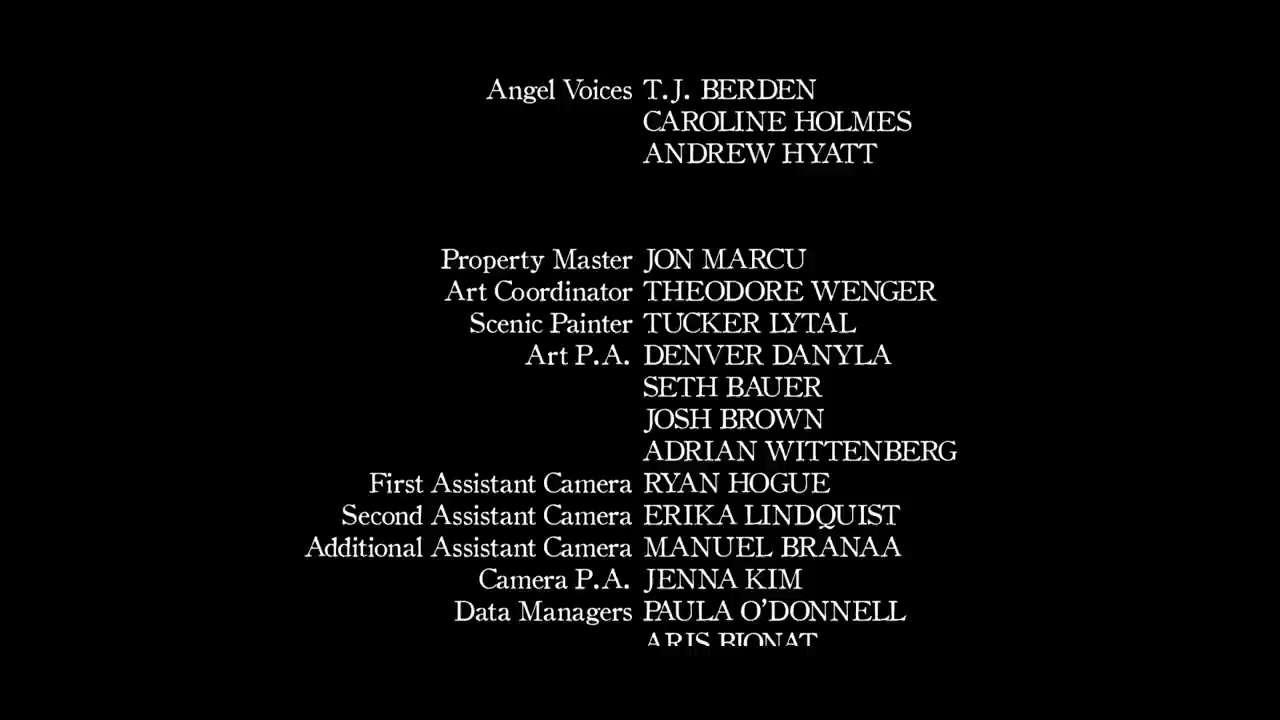 Angel Voices T.J. BERDEN
CAROLINE HOLMES
ANDREW HYATT
Property Master JON MARCU
Art Coordinator THEODORE WENGER
Scenic Painter TUCKER LYTAL
Art P.A. DENVER DANYLA
SETH BAUER
JOSH BROWN
ADRIAN WITTENBERG
First Assistant Camera RYAN HOGUE
Second Assistant Camera ERIKA LINDQUIST
Additional Assistant Camera MANUEL BRANAA
Camera P.A. JENNA KIM
Data Managers PAULA O'DONNELL
ARIS BIONAT